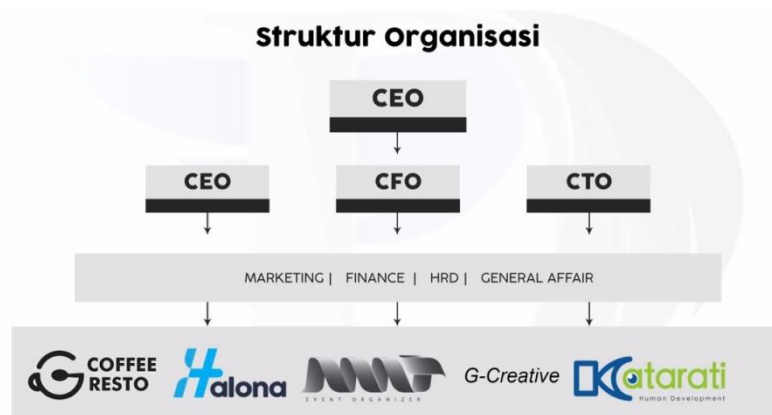 Struktur Organisasi
CEO
CEO CFO CTO
MARKETING | FINANCE | HRD | GENERAL AFFAIR
COFFEE
RESTO
Halona
EVENT ORGANIZER
G-Creative
Katarati
Human Development